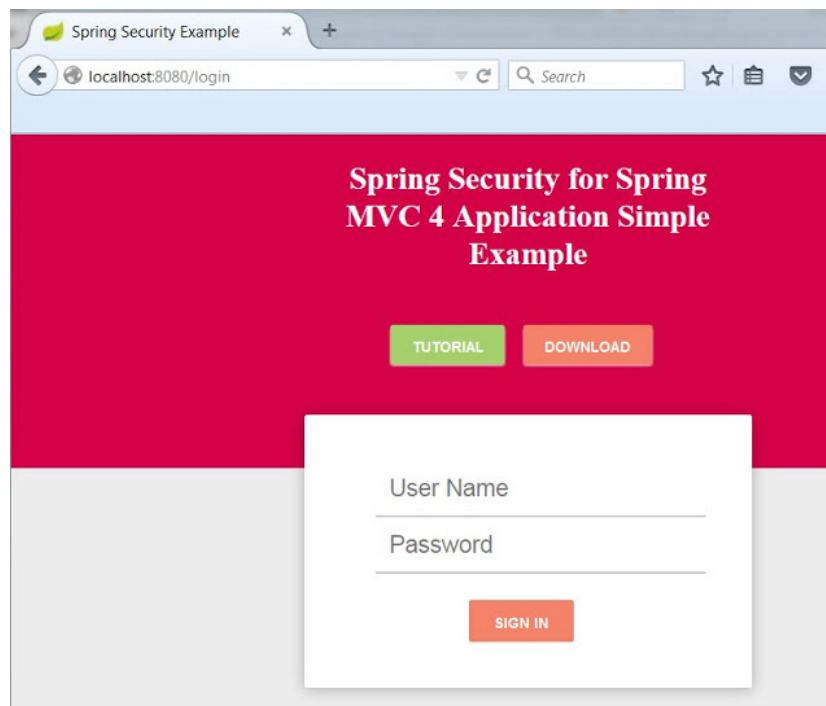 Spring Security Example
localhost:8080/login
Search
Spring Security for Spring
MVC 4 Application Simple
Example
TUTORIAL
DOWNLOAD
User Name
Password
SIGN IN